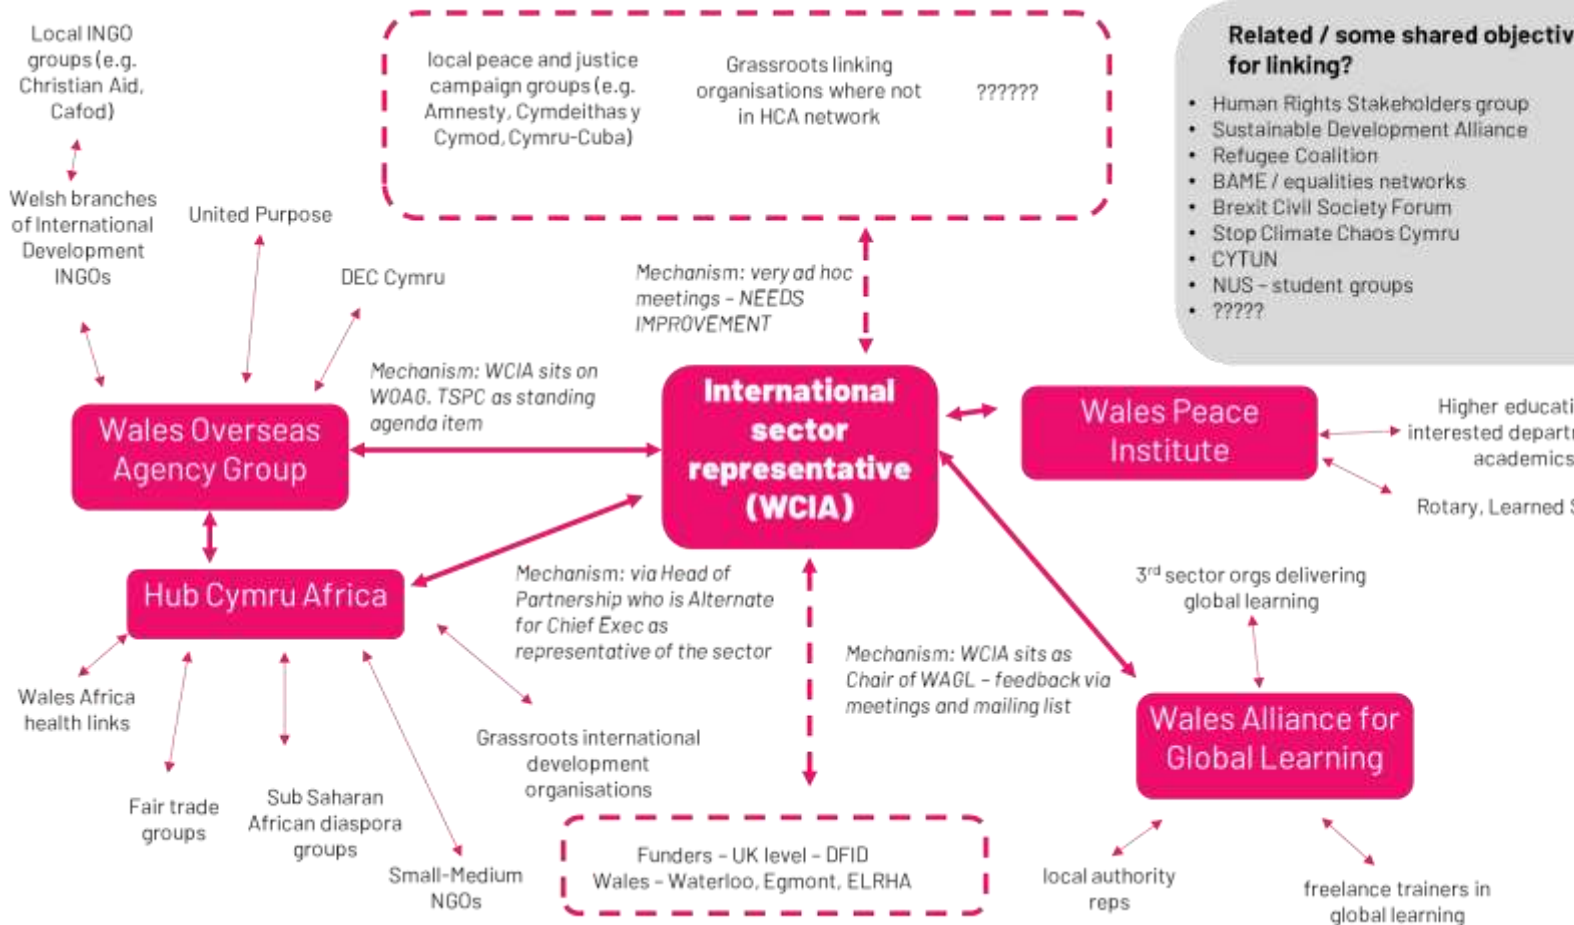 Local INGO
groups (e.g.
Christian Aid,
Cafod)
local peace and justice
campaign groups (e.g.
Amnesty, Cymdeithas y
Cymod, Cymru-Cuba)
Grassroots linking
organisations where not
in HCA network
??????
Related / some shared objectiv
for linking?
• Human Rights Stakeholders group
• Sustainable Development Alliance
• Refugee Coalition
• BAME / equalities networks
• Brexit Civil Society Forum
• Stop Climate Chaos Cymru
• CYTUN
• NUS – student groups
• ?????
Welsh branches
of International
Development
INGOs
United Purpose
DEC Cymru
Mechanism: very ad hoc
meetings – NEEDS
IMPROVEMENT
Mechanism: WCIA sits on
WOAG. TSPC as standing
agenda item
Wales Overseas
Agency Group
International
sector
representative
(WCIA)
Wales Peace
Institute
Higher educati
interested departr
academics
Rotary, Learned S
Hub Cymru Africa
Mechanism: via Head of
Partnership who is Alternate
for Chief Exec as
representative of the sector
3rd sector orgs delivering
global learning
Mechanism: WCIA sits as
Chair of WAGL – feedback via
meetings and mailing list
Wales Alliance for
Global Learning
Wales Africa
health links
Fair trade
groups
Sub Saharan
African diaspora
groups
Grassroots international
development
organisations
Small-Medium
NGOs
Funders – UK level – DFID
Wales – Waterloo, Egmont, ELRHA
local authority
reps
freelance trainers in
global learning